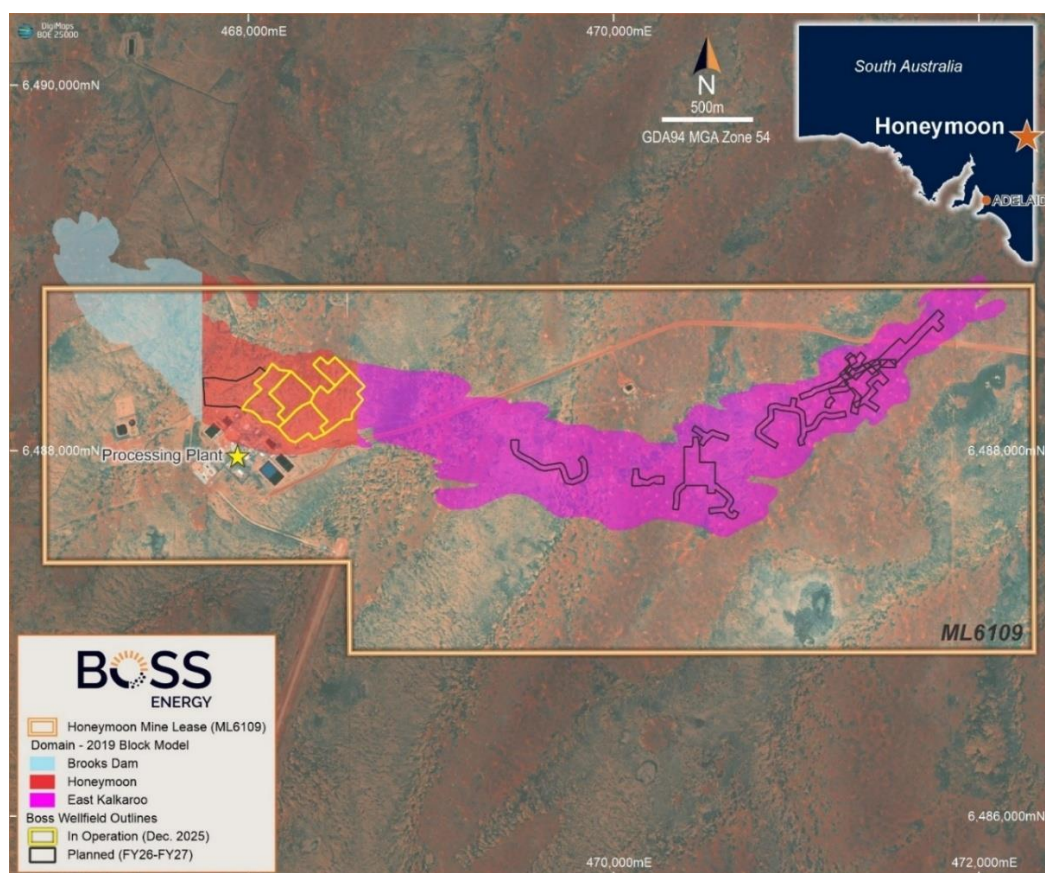 DigiMaps
BOE 25000
468,000mE
470,000mE
6,490,000mN
N
500m
GDA94 MGA Zone 54
South Australia
Honeymoon
ADELAID
Processing Plant
6,488,000mN
6,488,000mN
ML6109
BOSS
ENERGY
Honeymoon Mine Lease (ML6109)
Domain - 2019 Block Model
Brooks Dam
Honeymoon
East Kalkaroo
Boss Wellfield Outlines
In Operation (Dec. 2025)
Planned (FY26-FY27)
6,486,000mN
470,000mE
472,000mE